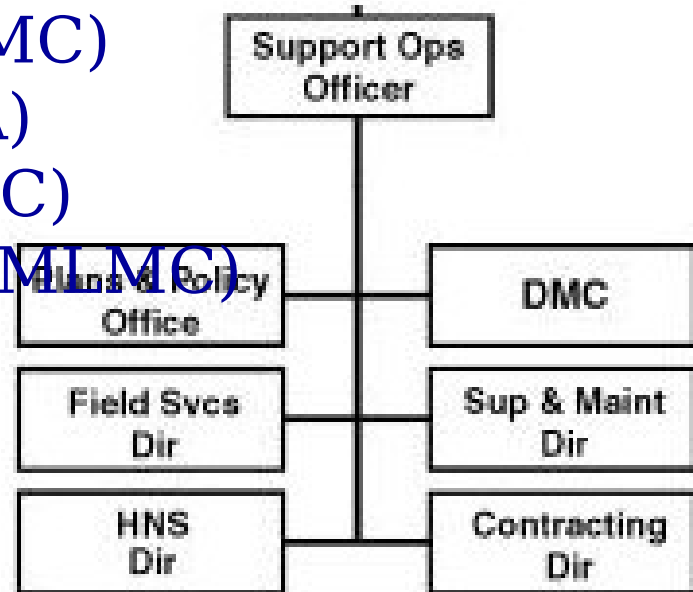 MC)
A)
C)
MLMC)
Support Ops
Officer
Plans & Policy
Office
DMC
Field Svcs
Dir
Sup & Maint
Dir
HNS
Dir
Contracting
Dir